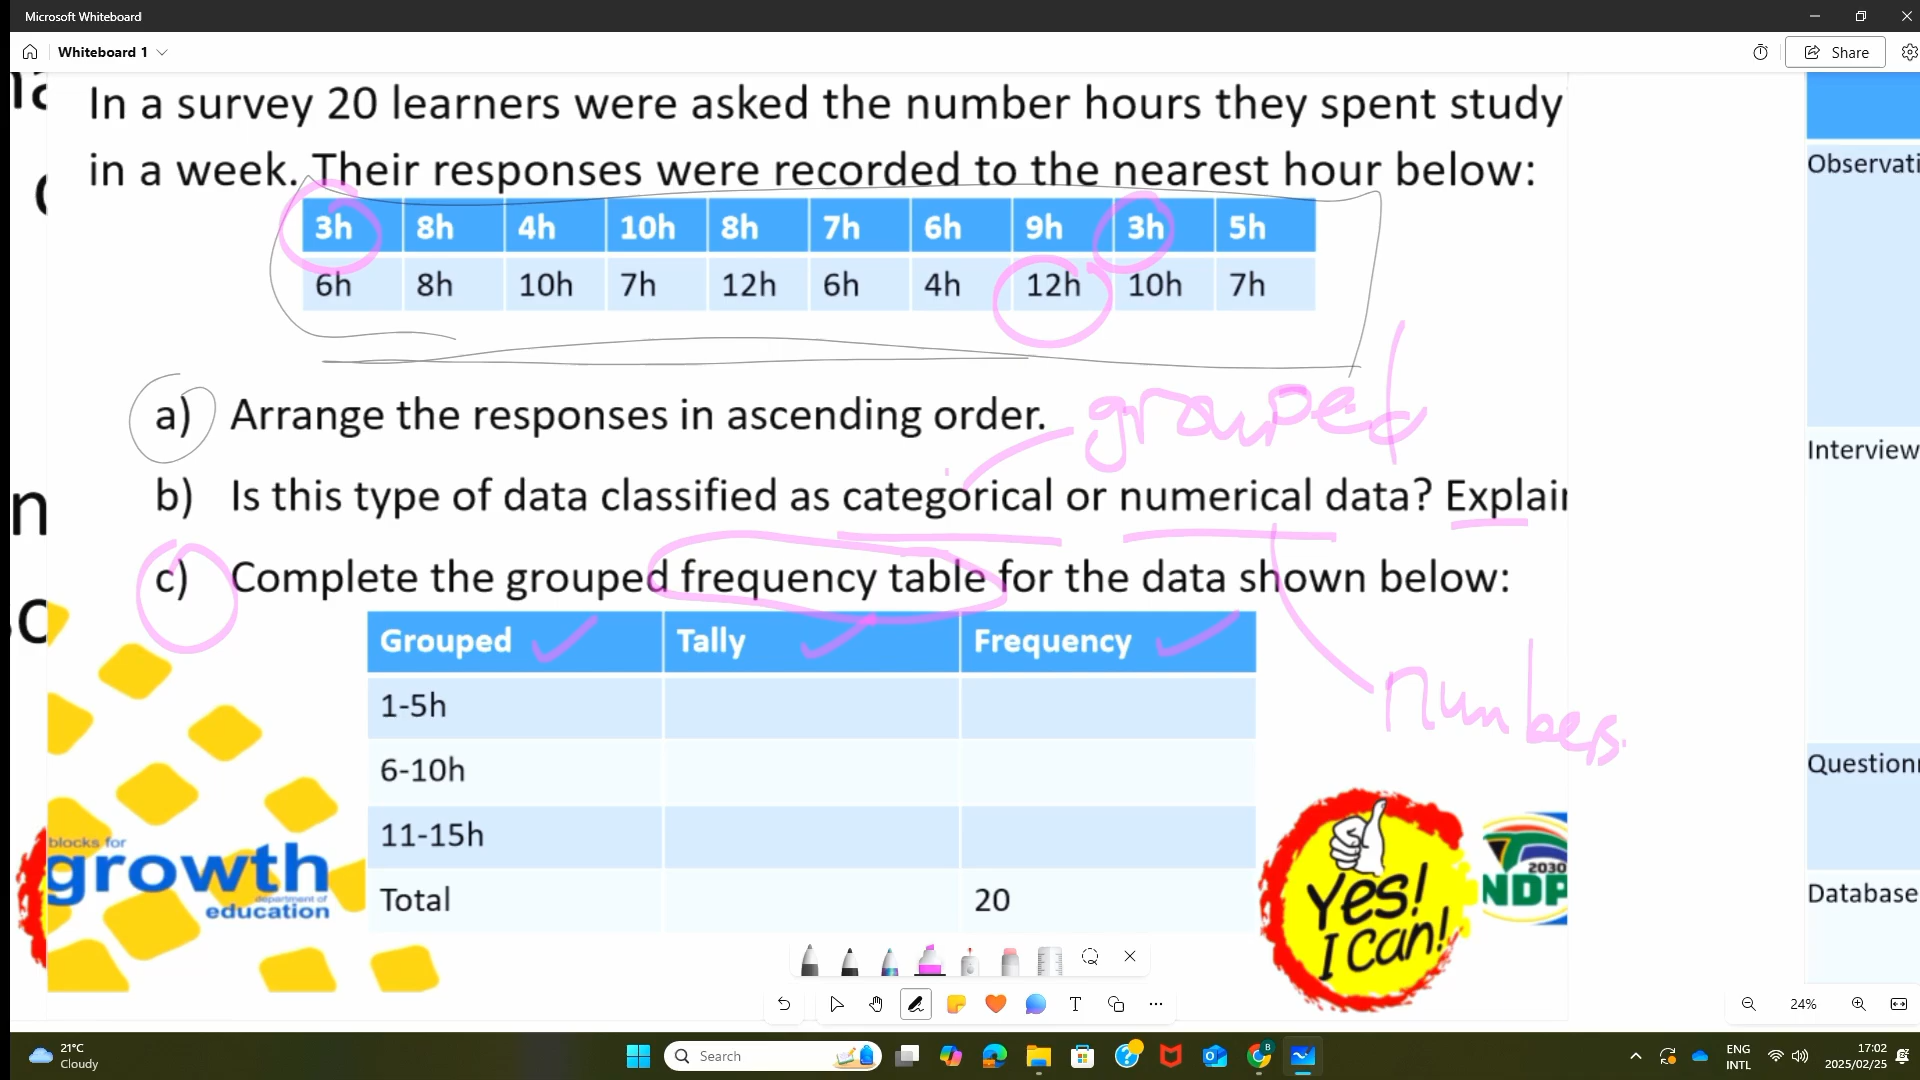 Microsoft Whiteboard
Whiteboard 1
Share
In a survey 20 learners were asked the number hours they spent study
in a week. Their responses were recorded to the nearest hour below:
3h 8h 4h 10h 8h 7h 6h 9h 3h 5h
6h 8h 10h 7h 12h 6h 4h 12h 10h 7h
a) Arrange the responses in ascending order.
grouped
b) Is this type of data classified as categorical or numerical data? Explain
c) Complete the grouped frequency table for the data shown below:
Grouped Tally Frequency
1-5h
6-10h
11-15h
Total 20
numbers.
blocks for
growth
department of
education
Yes!
I can!
2030
NDP
Observati
Interview
Question
Database
24%
21°C
Cloudy
Search
ENG
INTL
17:02
2025/02/25